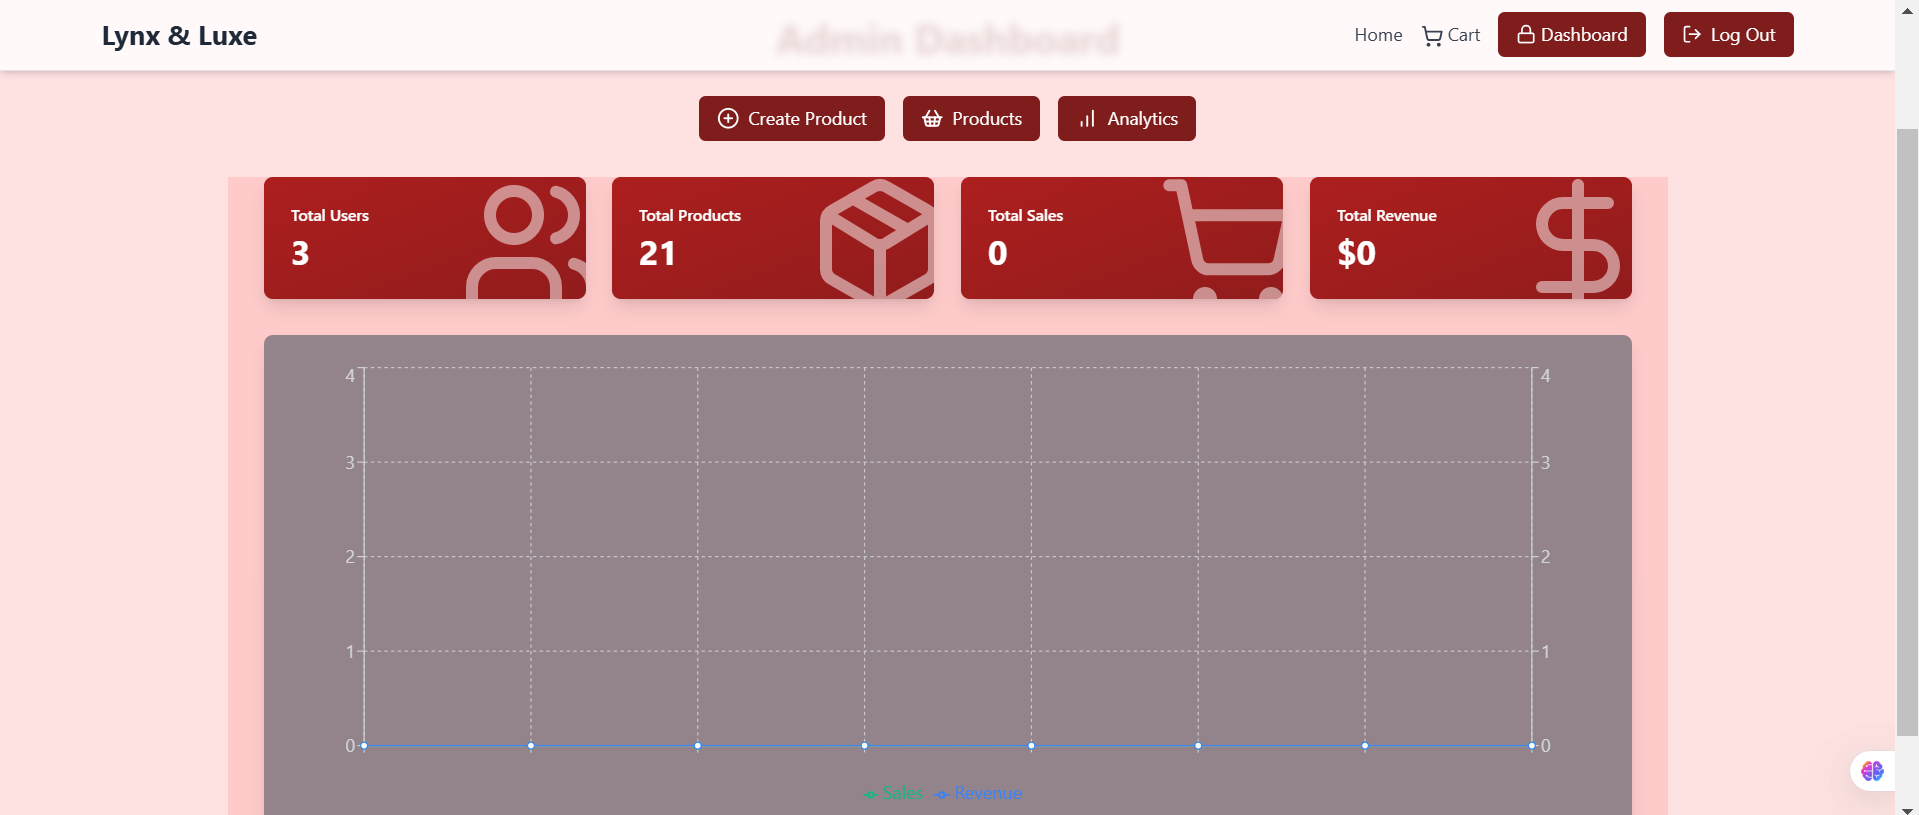 Lynx & Luxe
Admin Dashboard
Home Cart Dashboard Log Out
Create Product Products Analytics
Total Users
3
Total Products
21
Total Sales
0
Total Revenue
$0
4 4
3 3
2 2
1 1
0 0
Sales Revenue